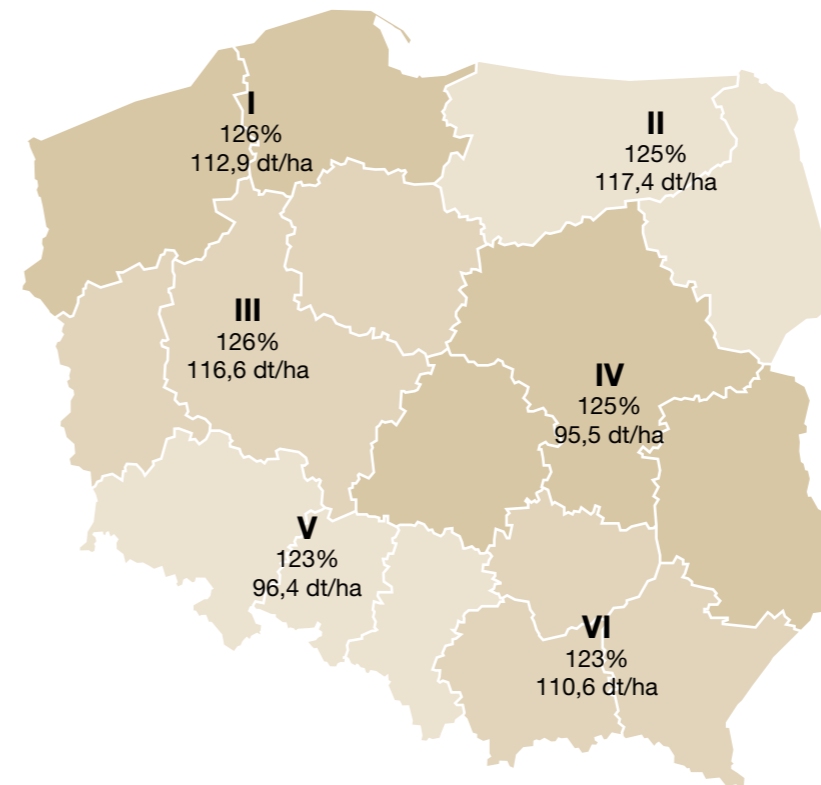 I
126%
112,9 dt/ha
II
125%
117,4 dt/ha
III
126%
116,6 dt/ha
IV
125%
95,5 dt/ha
V
123%
96,4 dt/ha
VI
123%
110,6 dt/ha